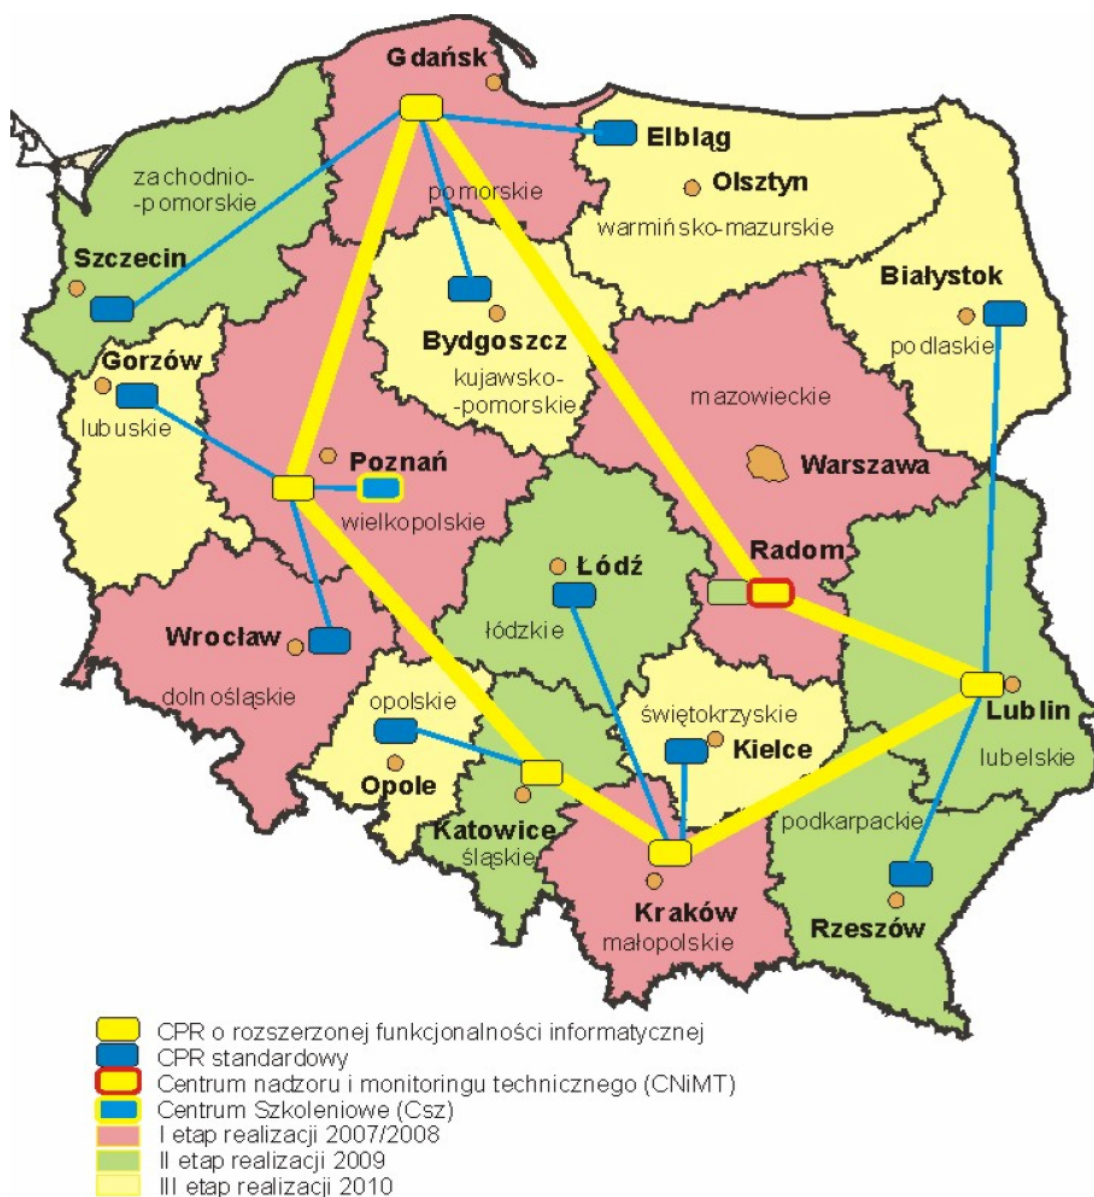 Gdańsk
Elbląg
zachodnio-
-pomorskie
pomorskie
Olsztyn
warmińsko-mazurskie
Szczecin
Białystok
Bydgoszcz
podlaskie
Gorzów
kujawsko-
-pomorskie
mazowieckie
lubuskie
Poznań
Warszawa
wielkopolskie
Radom
Łódź
łódzkie
Wrocław
dolnośląskie
opolskie
świętokrzyskie
Lublin
Kielce
lubelskie
Opole
Katowice
śląskie
podkarpackie
Kraków
małopolskie
Rzeszów
CPR o rozszerzonej funkcjonalności informatycznej
CPR standardowy
Centrum nadzoru i monitoringu technicznego (CNiMT)
Centrum Szkoleniowe (Csz)
I etap realizacji 2007/2008
II etap realizacji 2009
III etap realizacji 2010